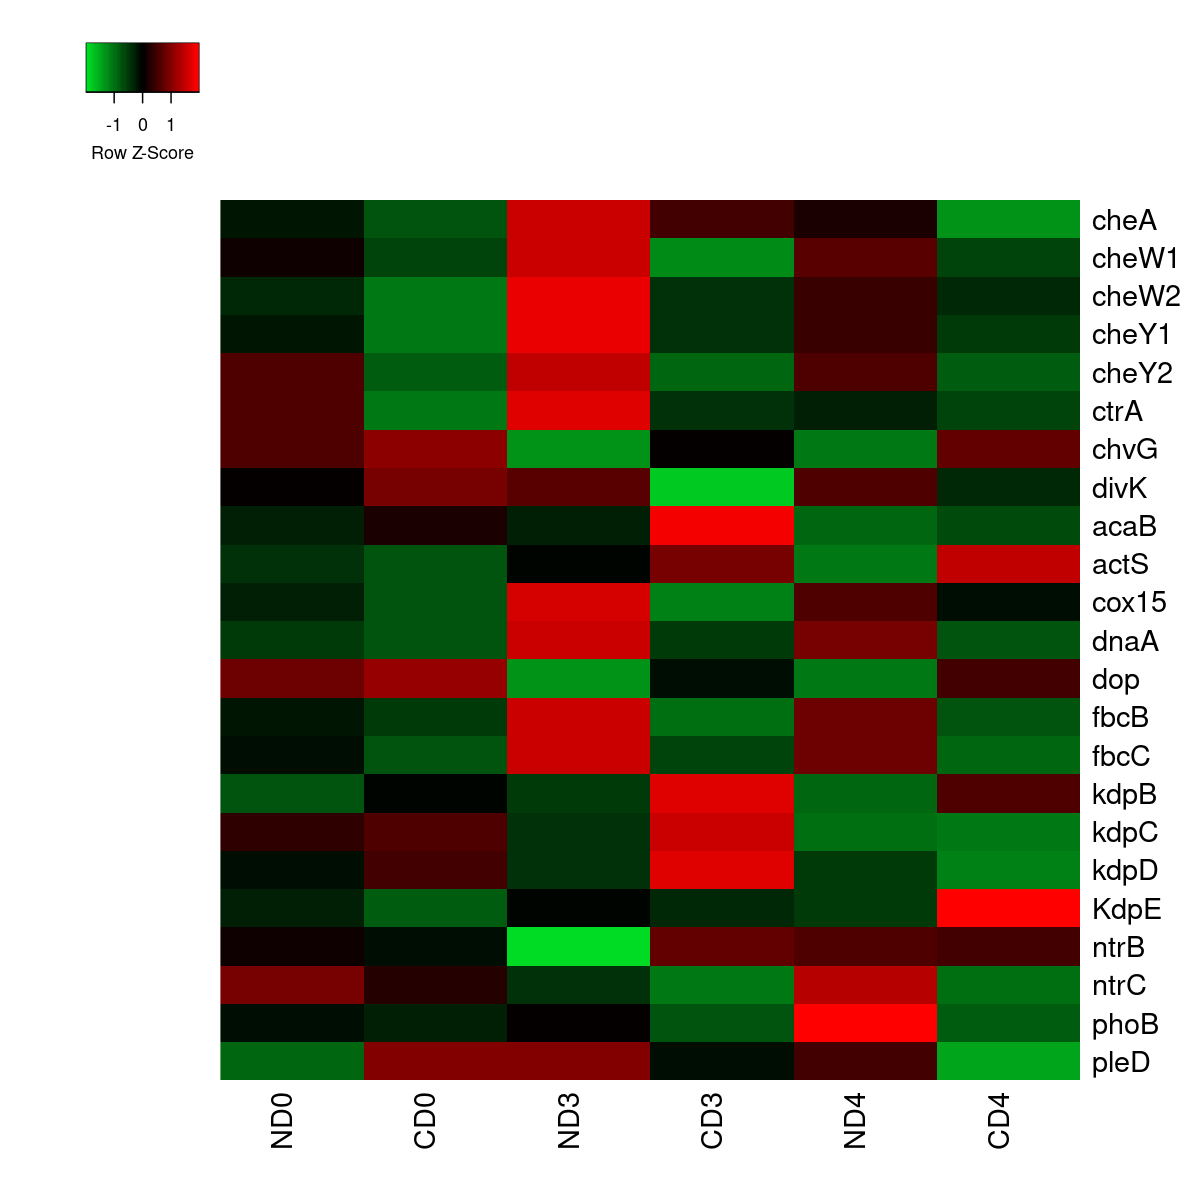 -1 0 1
Row Z-Score
cheA
cheW1
cheW2
cheY1
cheY2
ctrA
chvG
divK
acaB
actS
cox15
dnaA
dop
fbcB
fbcC
kdpB
kdpC
kdpD
KdpE
ntrB
ntrC
phoB
pleD
ND0 CD0 ND3 CD3 ND4 CD4